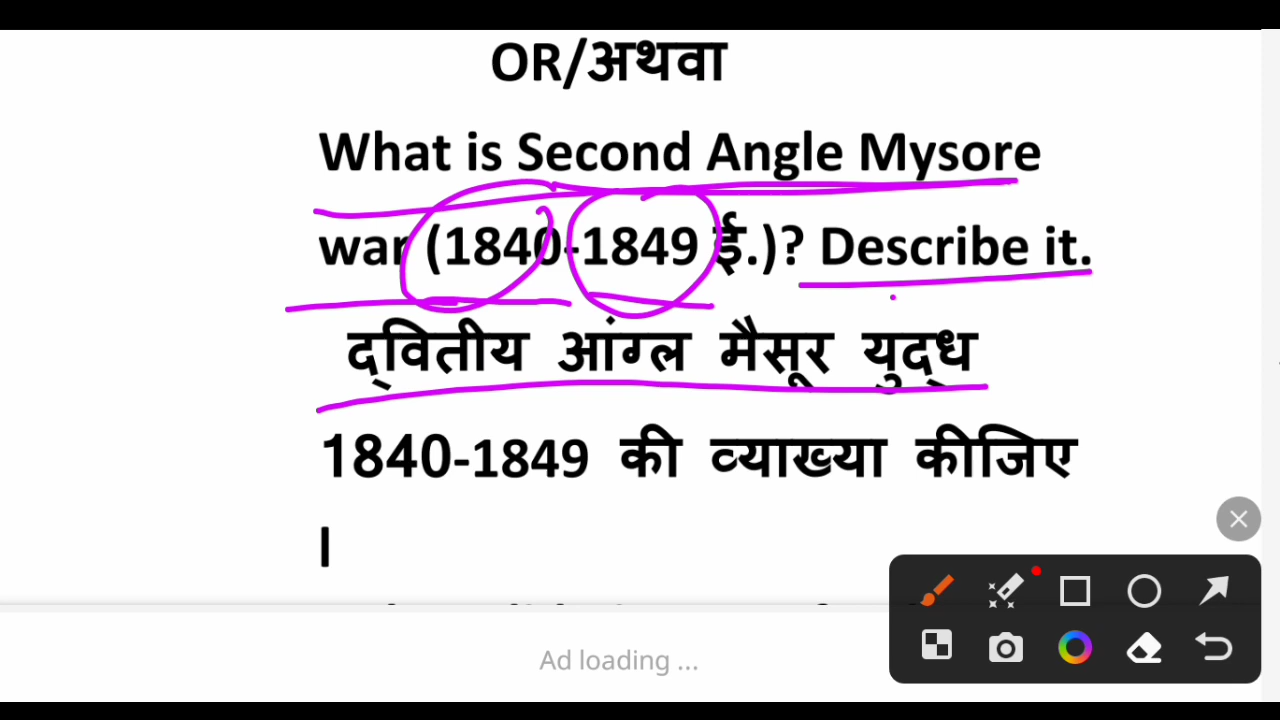 OR/अथवा
What is Second Angle Mysore
war (1840-1849 ई.)? Describe it.
द्वितीय आंग्ल मैसूर युद्ध
1840-1849 की व्याख्या कीजिए
।
Ad loading ...